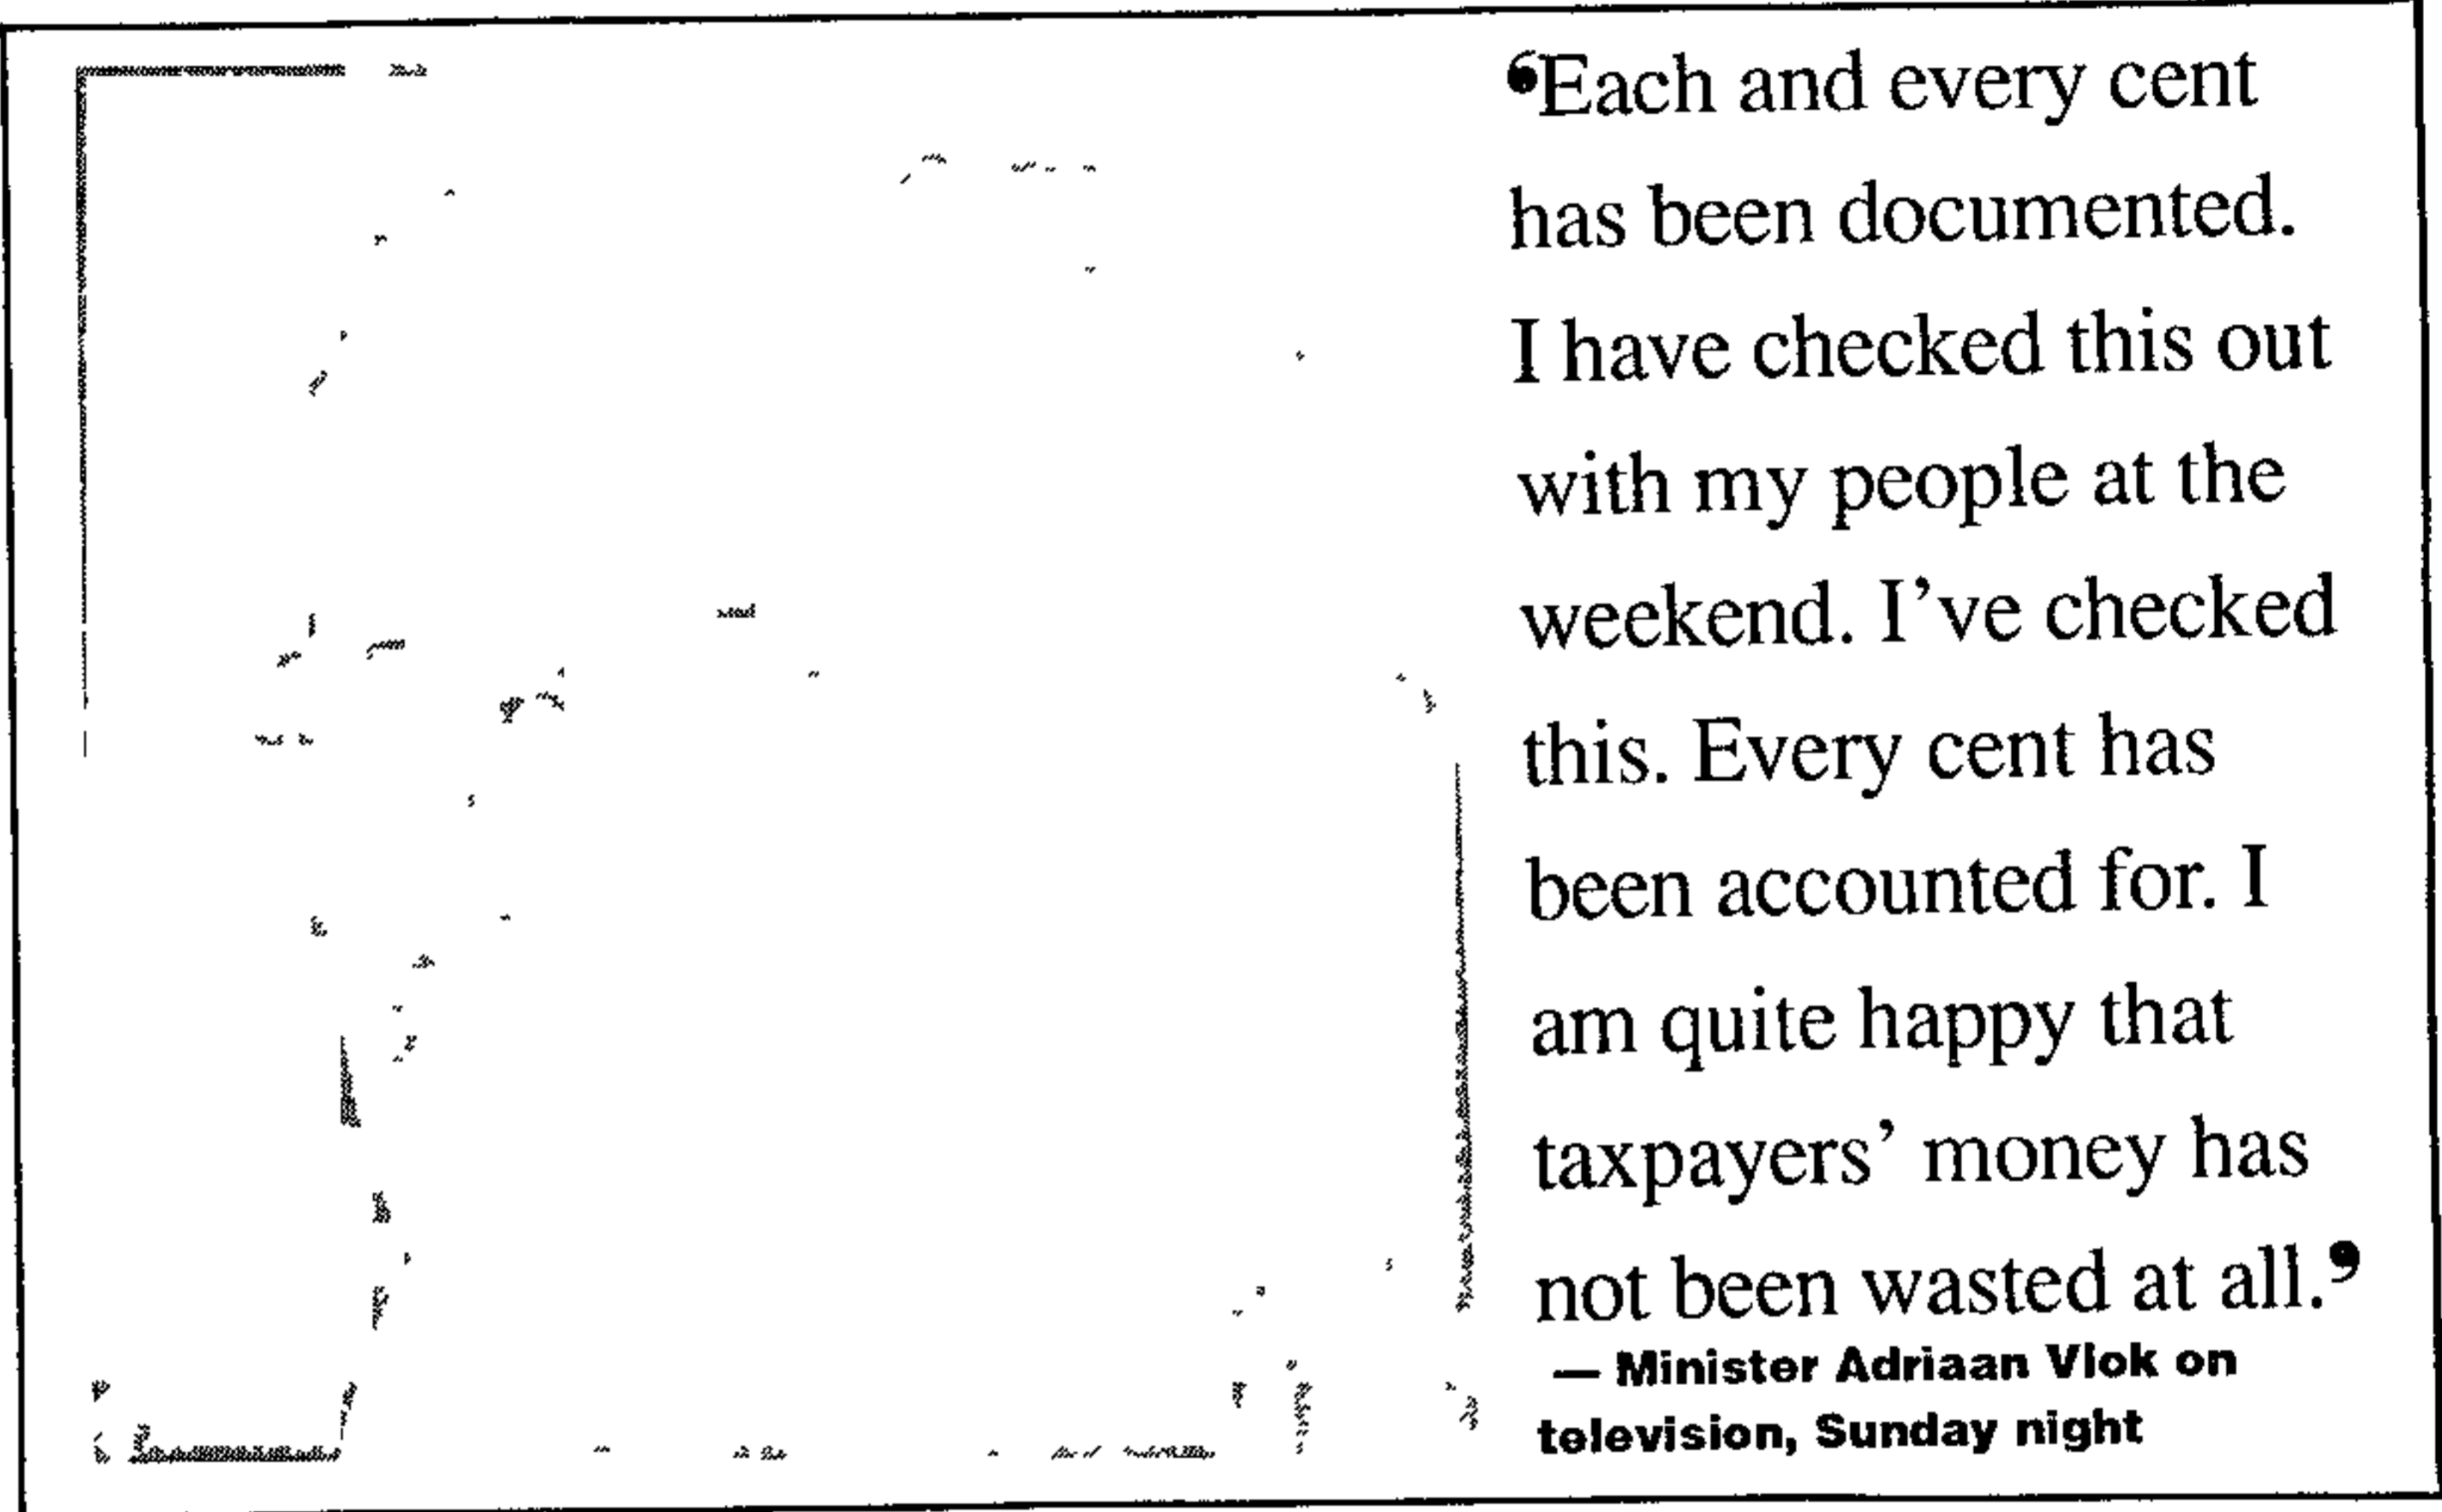 ‘Each and every cent
has been documented.
I have checked this out
with my people at the
weekend. I’ve checked
this. Every cent has
been accounted for. I
am quite happy that
taxpayers’ money has
not been wasted at all.’
— Minister Adriaan Vlok on
television, Sunday night